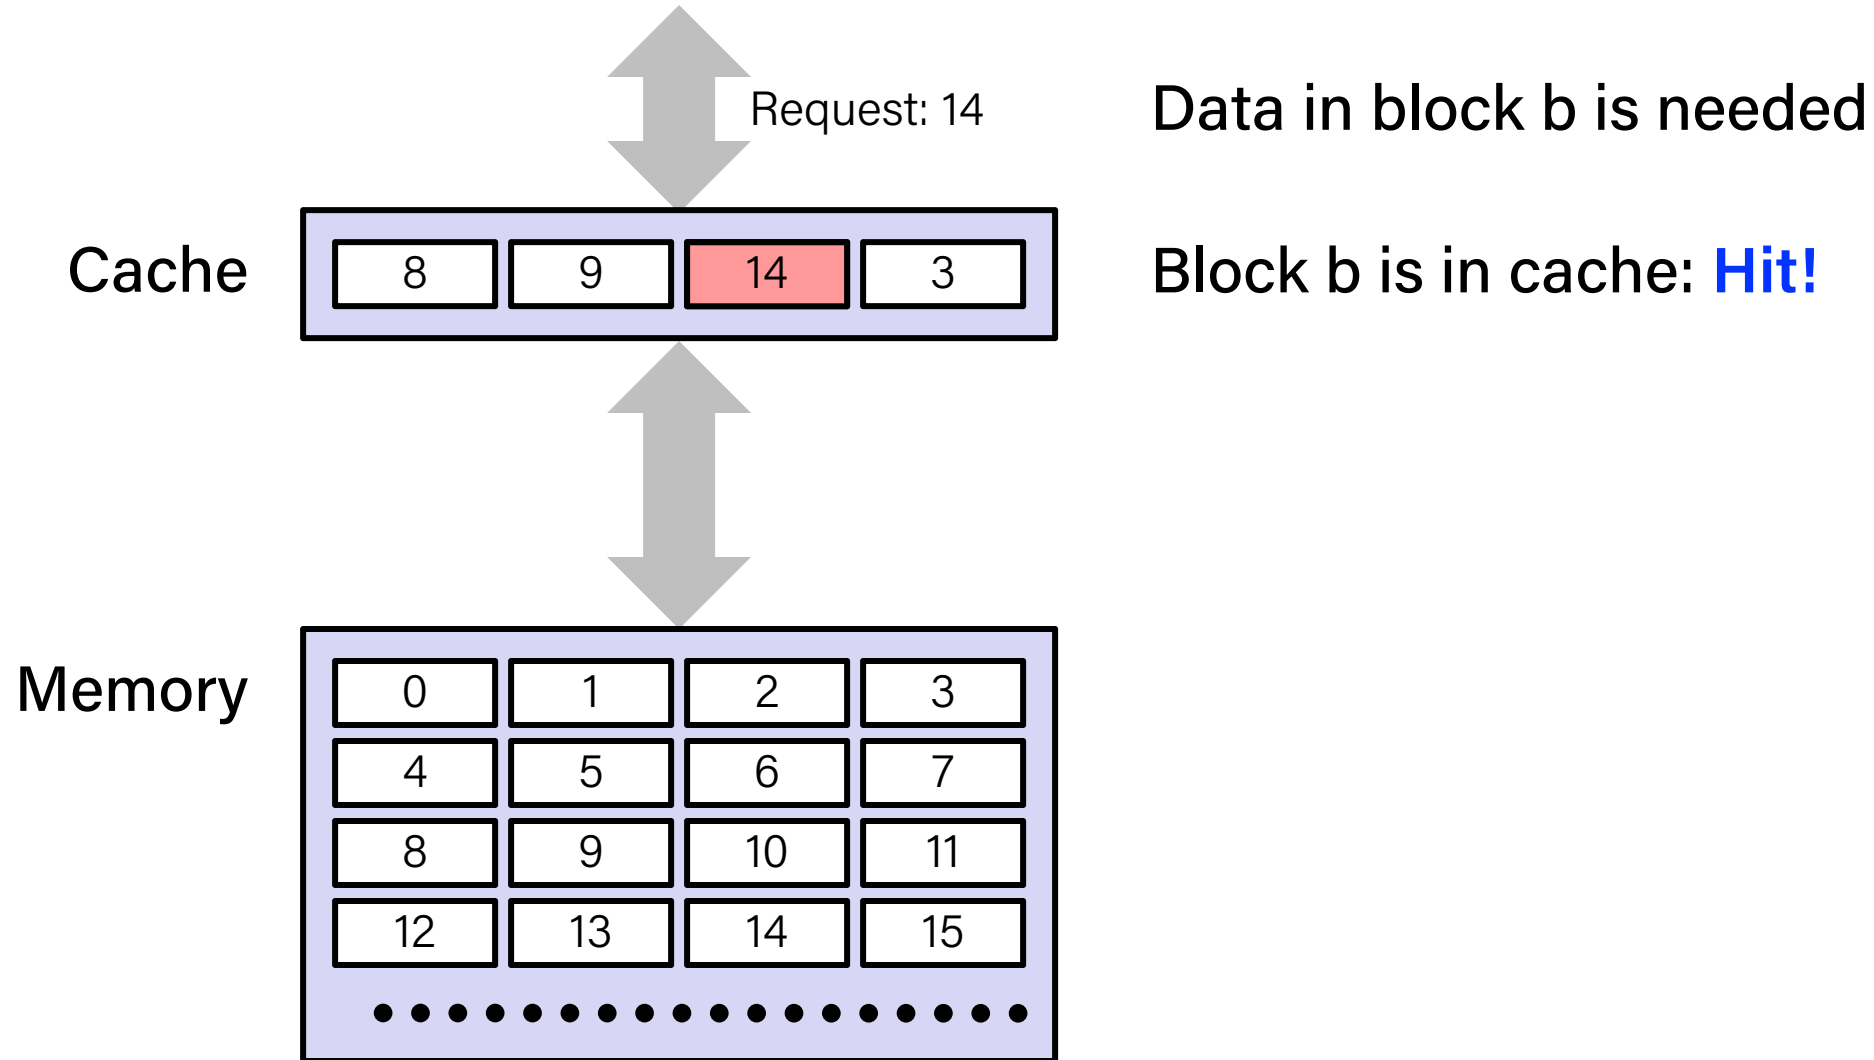 Request: 14
Data in block b is needed
Cache
8 9 14 3
Block b is in cache: Hit!
Memory
0 1 2 3
4 5 6 7
8 9 10 11
12 13 14 15